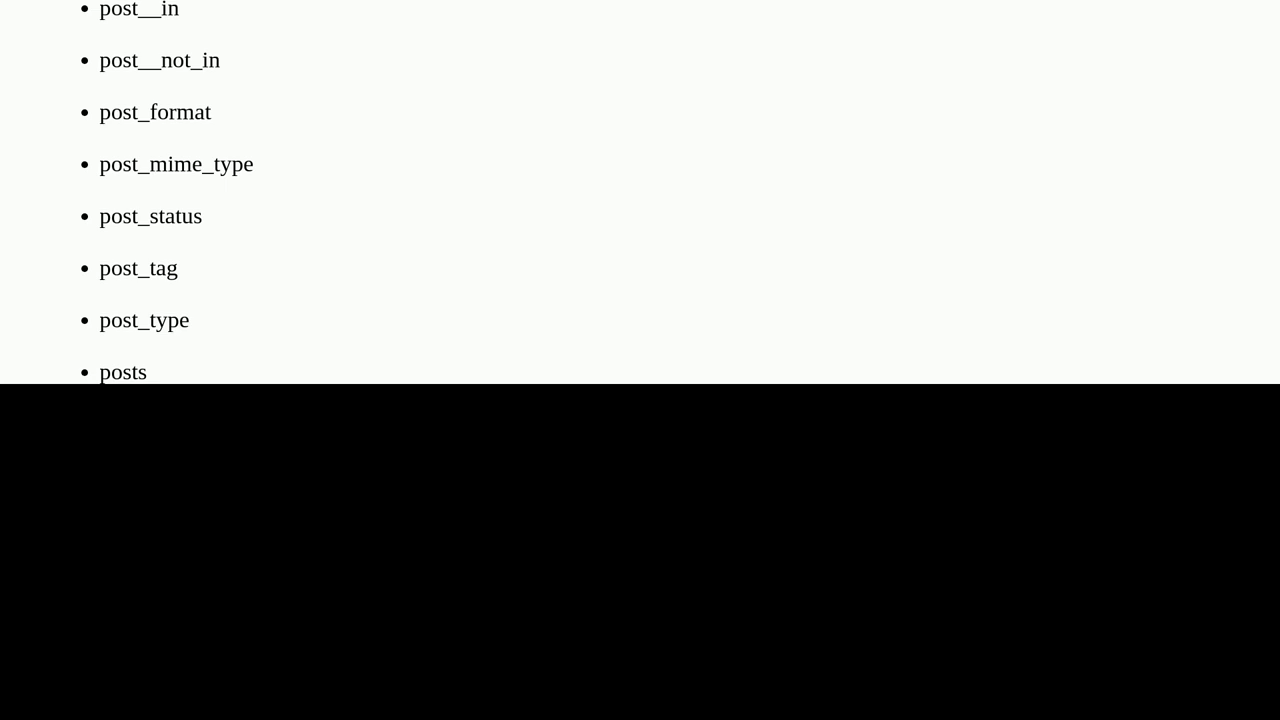 post__in
post__not_in
post_format
post_mime_type
post_status
post_tag
post_type
posts